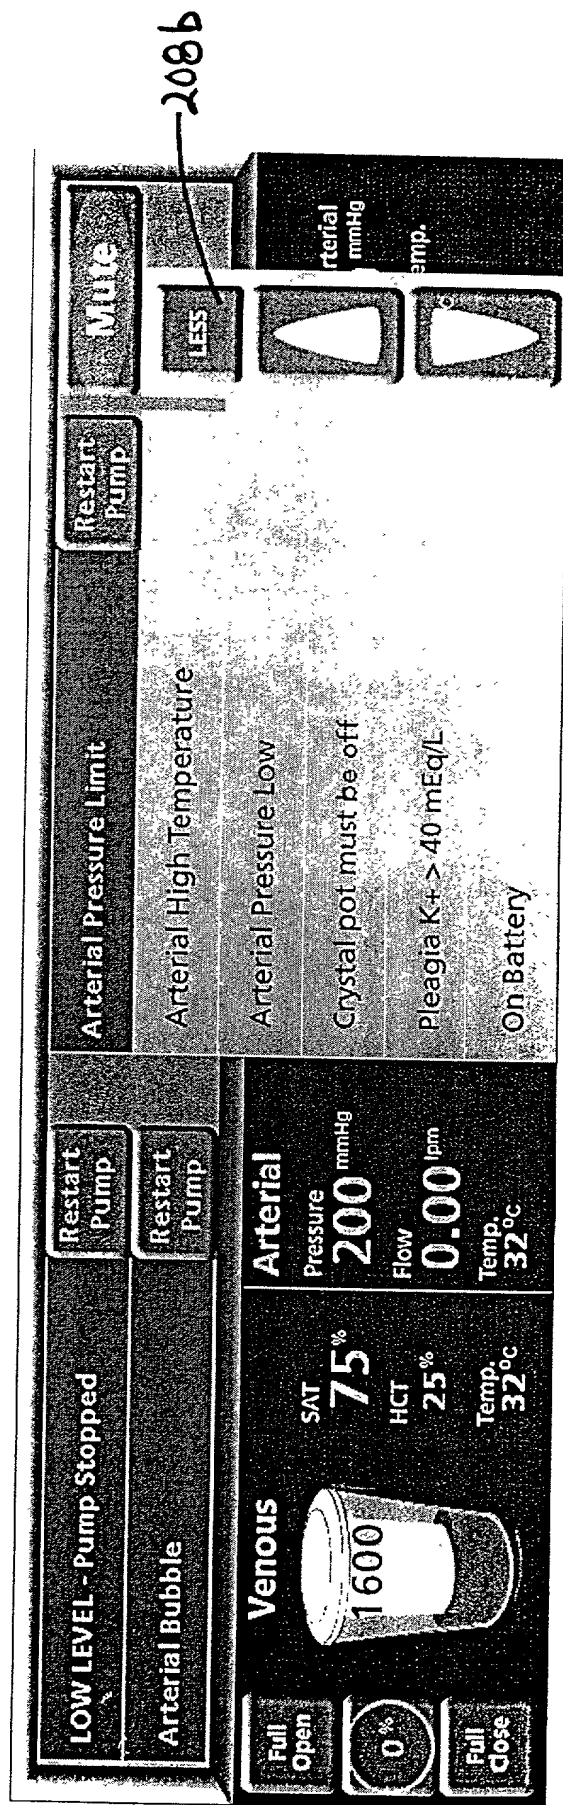 208b
LOW LEVEL - Pump Stopped
Restart
Pump
Arterial Pressure Limit
Restart
Pump
Mute
Arterial Bubble
Restart
Pump
Arterial High Temperature
LESS
Arterial Pressure Low
Crystal pot must be off
Pleagia K+ > 40 mEq/L
On Battery
Full
Open
0%
Full
Close
Venous
1600
SAT
75%
HCT
25%
Temp.
32°C
Arterial
Pressure
200 mmHg
Flow
0.00 lpm
Temp.
32°C
rterial
mmHg
emp.